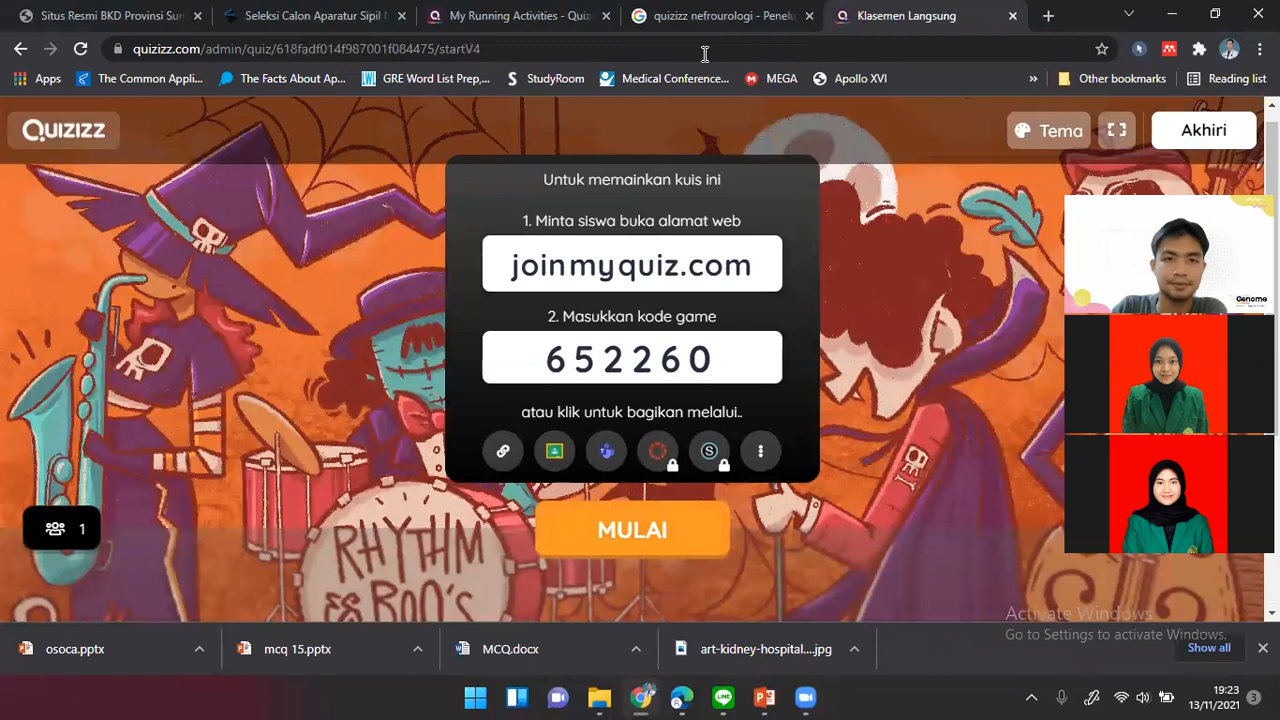 Situs Resmi BKD Provinsi Su
Seleksi Calon Aparatur Sipil N
My Running Activities - Quiz
quizizz nefrourologi - Penelu
Klasemen Langsung
quizizz.com/admin/quiz/618fadf014f987001f084475/startV4
Apps
The Common Appli...
The Facts About Ap...
GRE Word List Prep,...
StudyRoom
Medical Conference...
MEGA
Apollo XVI
»
Other bookmarks
Reading list
Quizizz
Tema
Akhiri
Untuk memainkan kuis ini
1. Minta siswa buka alamat web
joinmyquiz.com
2. Masukkan kode game
652260
atau klik untuk bagikan melalui..
1
MULAI
RHYTHM
& BOO'S
Genome
Activate Windows
Go to Settings to activate Windows.
osoca.pptx
mcq 15.pptx
MCQ.docx
art-kidney-hospital....jpg
Show all
19:23
13/11/2021
3